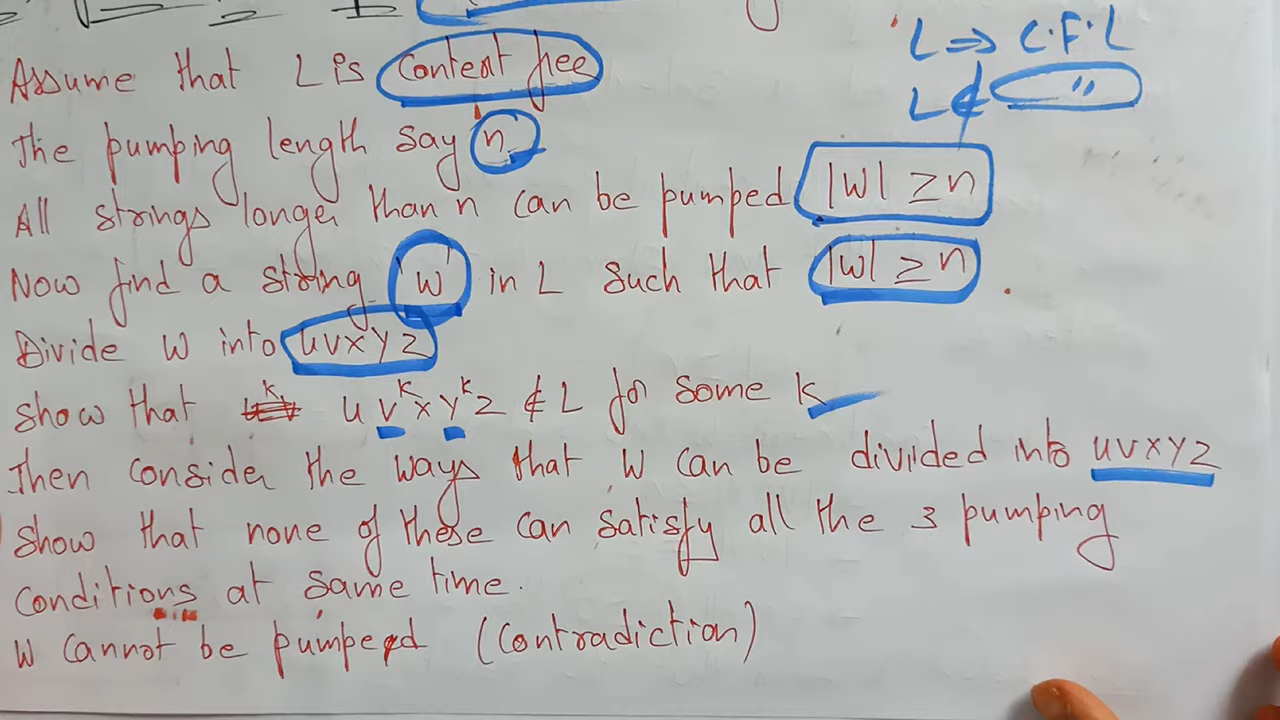 L ⇒ C.F.L
L ∉ "
Assume that L is Context free
The pumping length say 'n'
All strings longer than n can be pumped |W| ≥ n
Now find a string 'w' in L such that |W| ≥ n
Divide W into uvxyz
Show that u v^k x y^k z ∉ L for some k
Then consider the ways that W can be divided into uvxyz
Show that none of these can satisfy all the 3 pumping
Conditions at same time.
W cannot be pumped (Contradiction)